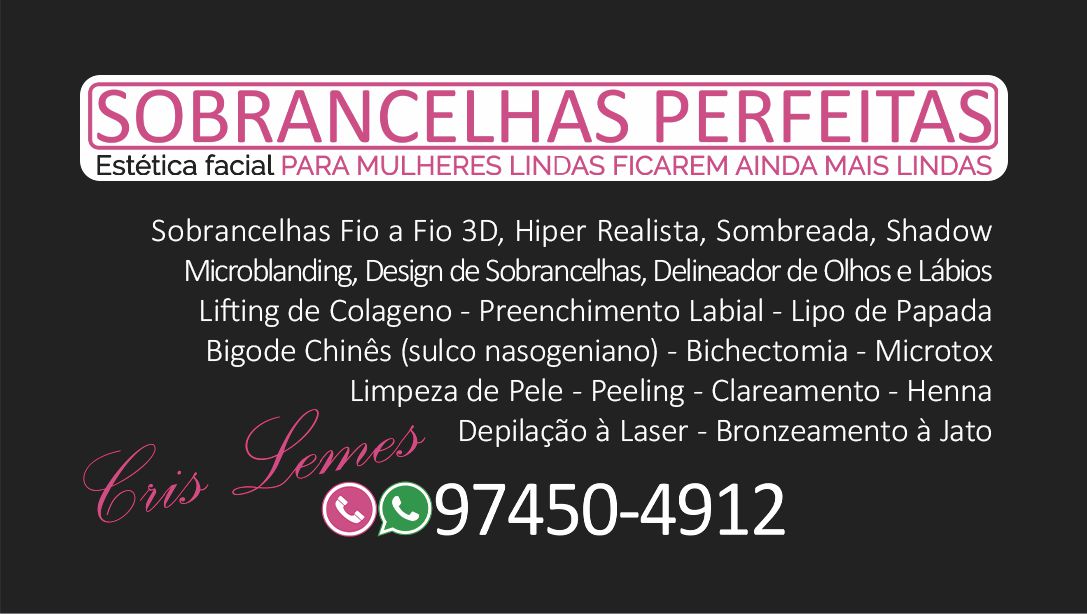 SOBRANCELHAS PERFEITAS
Estética facial PARA MULHERES LINDAS FICAREM AINDA MAIS LINDAS
Sobrancelhas Fio a Fio 3D, Hiper Realista, Sombreada, Shadow
Microblanding, Design de Sobrancelhas, Delineador de Olhos e Lábios
Lifting de Colageno - Preenchimento Labial - Lipo de Papada
Bigode Chinês (sulco nasogeniano) - Bichectomia - Microtox
Limpeza de Pele - Peeling - Clareamento - Henna
Depilação à Laser - Bronzeamento à Jato
Cris Lemes
97450-4912